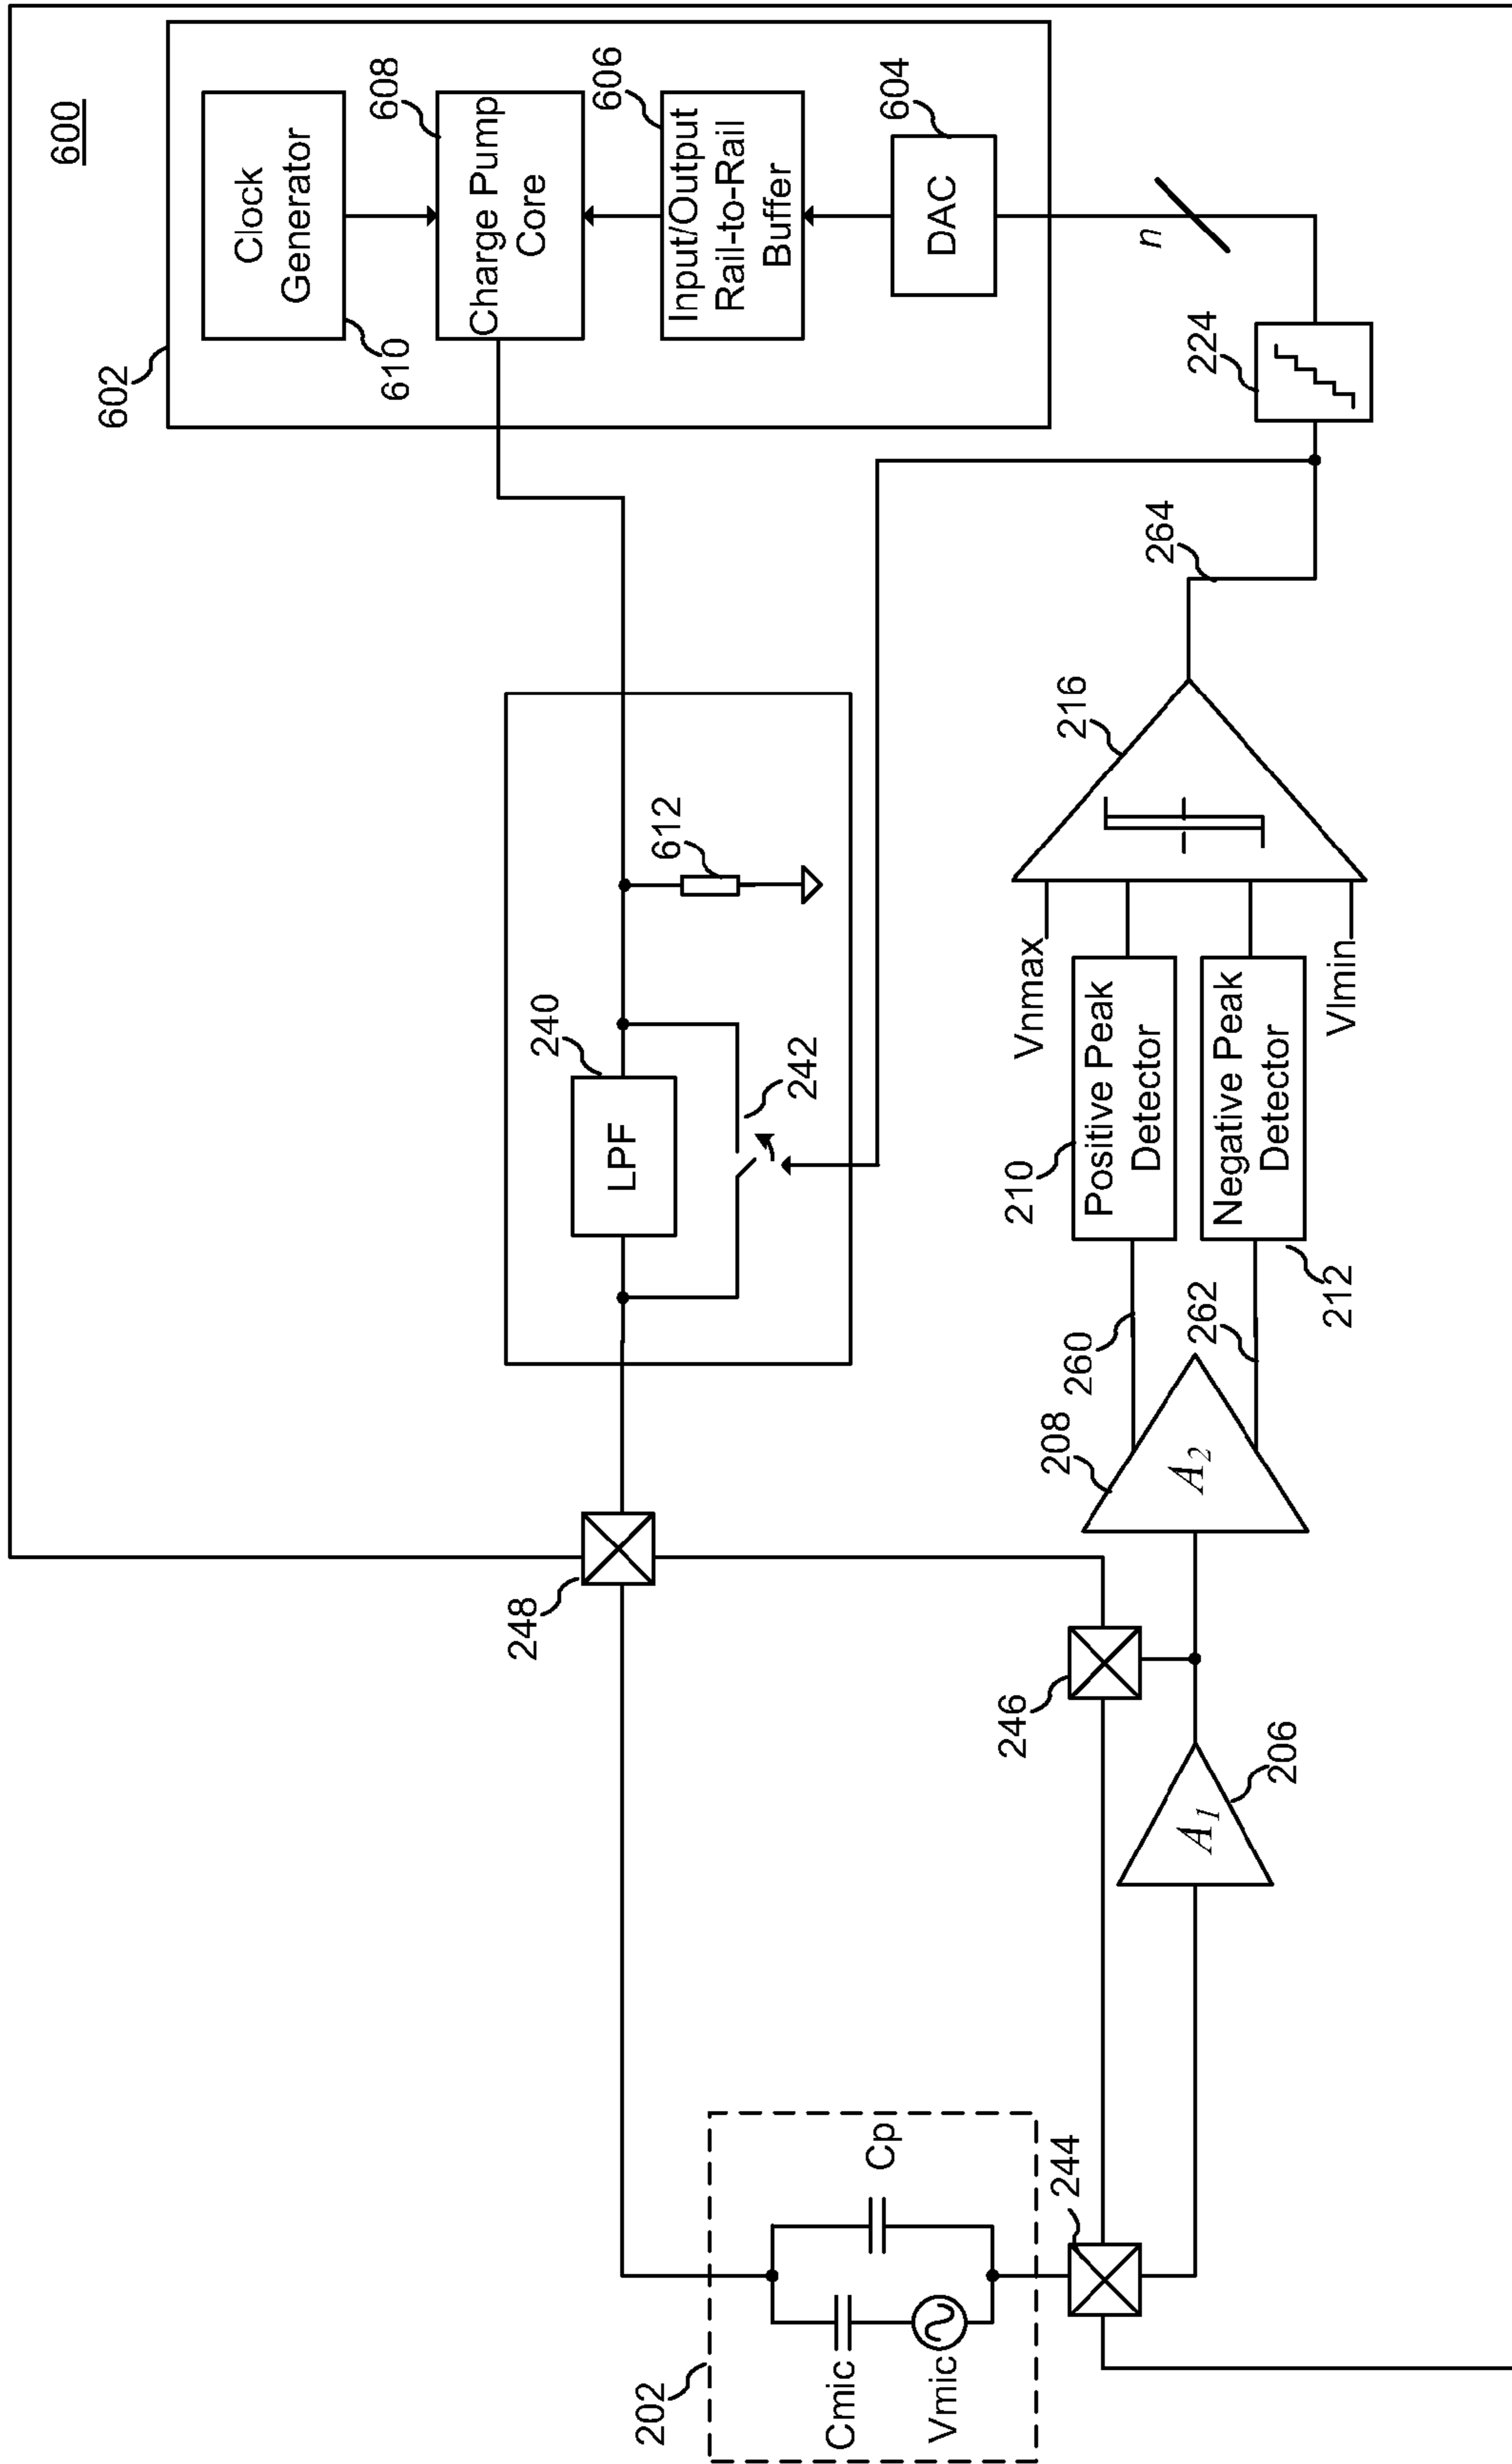 600
602
Clock
Generator
610
608
Charge Pump
Core
606
Input/Output
Rail-to-Rail
Buffer
604
DAC
n
224
264
216
Vnmax
Vlmin
210
Positive Peak
Detector
Negative Peak
Detector
212
260
262
208
A2
612
240
LPF
242
248
246
206
A1
244
202
Cmic
Vmic
Cp